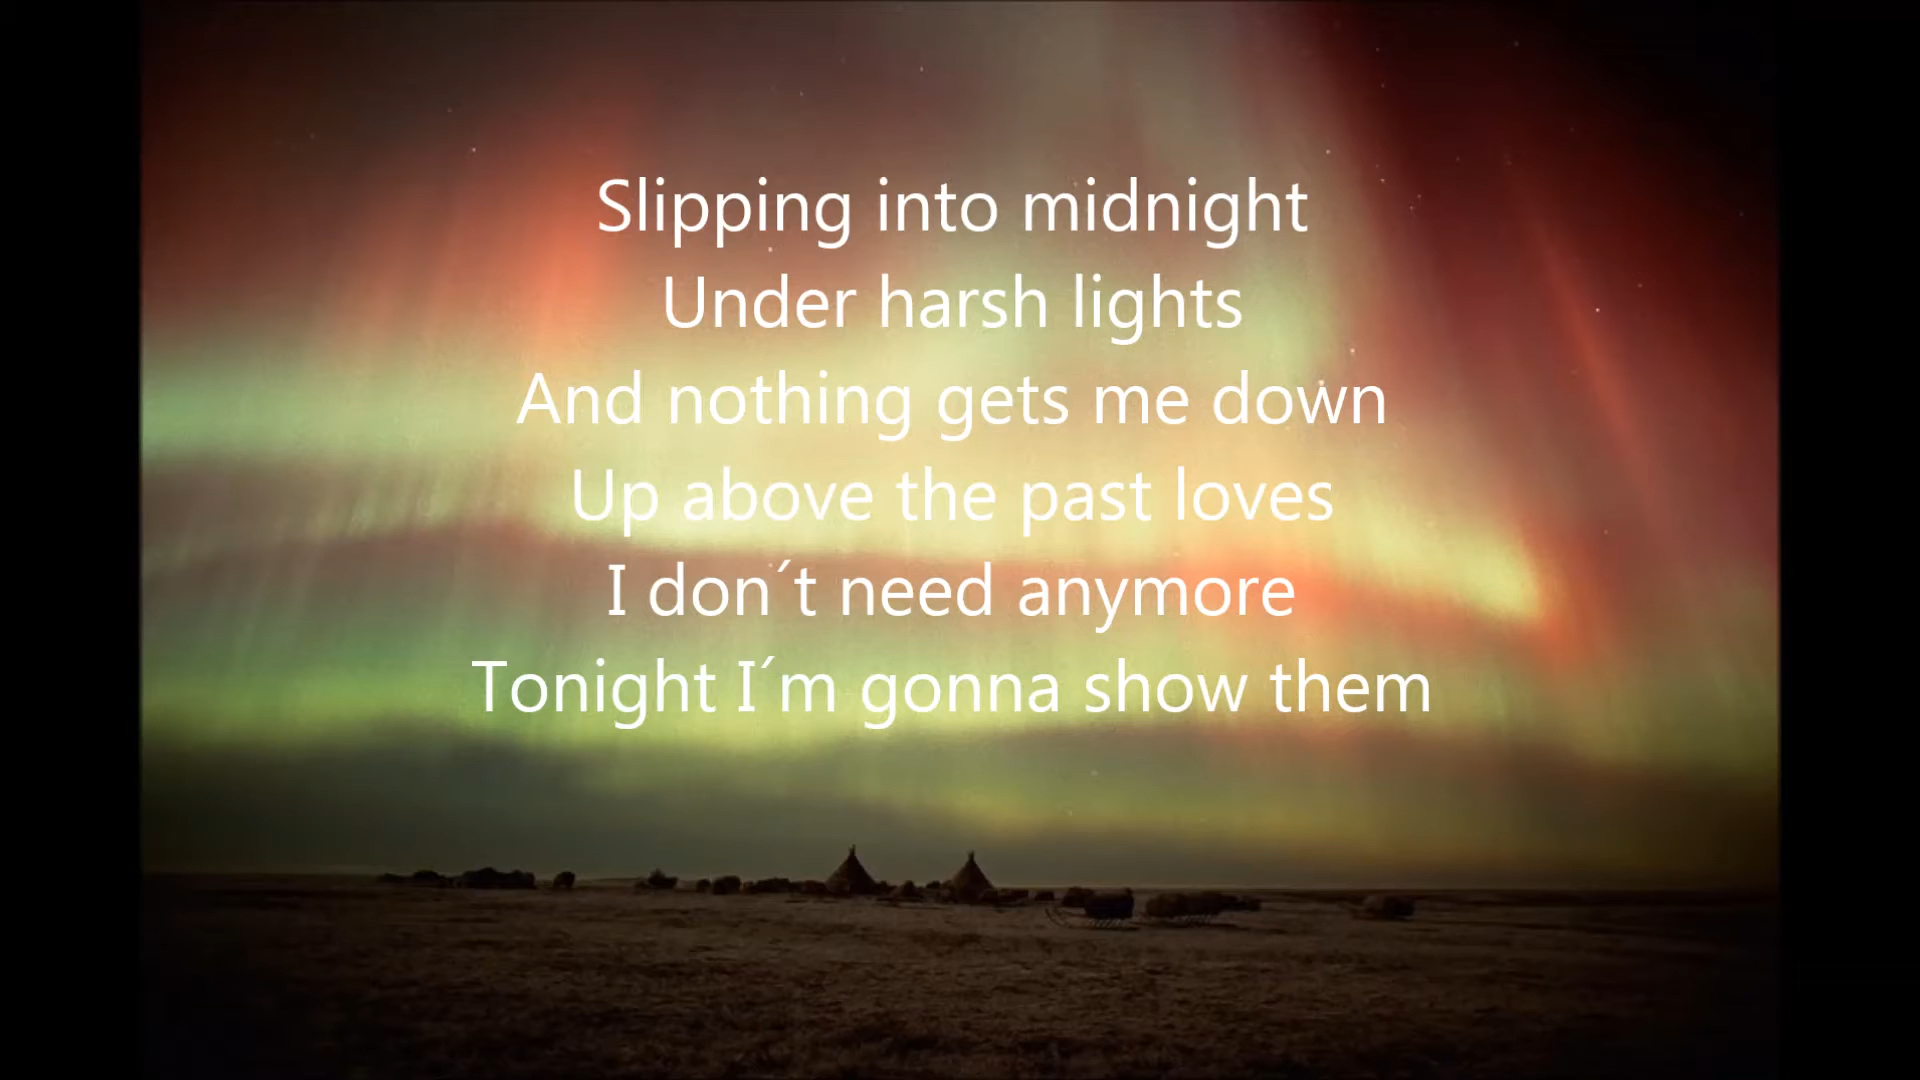 Slipping into midnight
Under harsh lights
And nothing gets me down
Up above the past loves
I don´t need anymore
Tonight I´m gonna show them